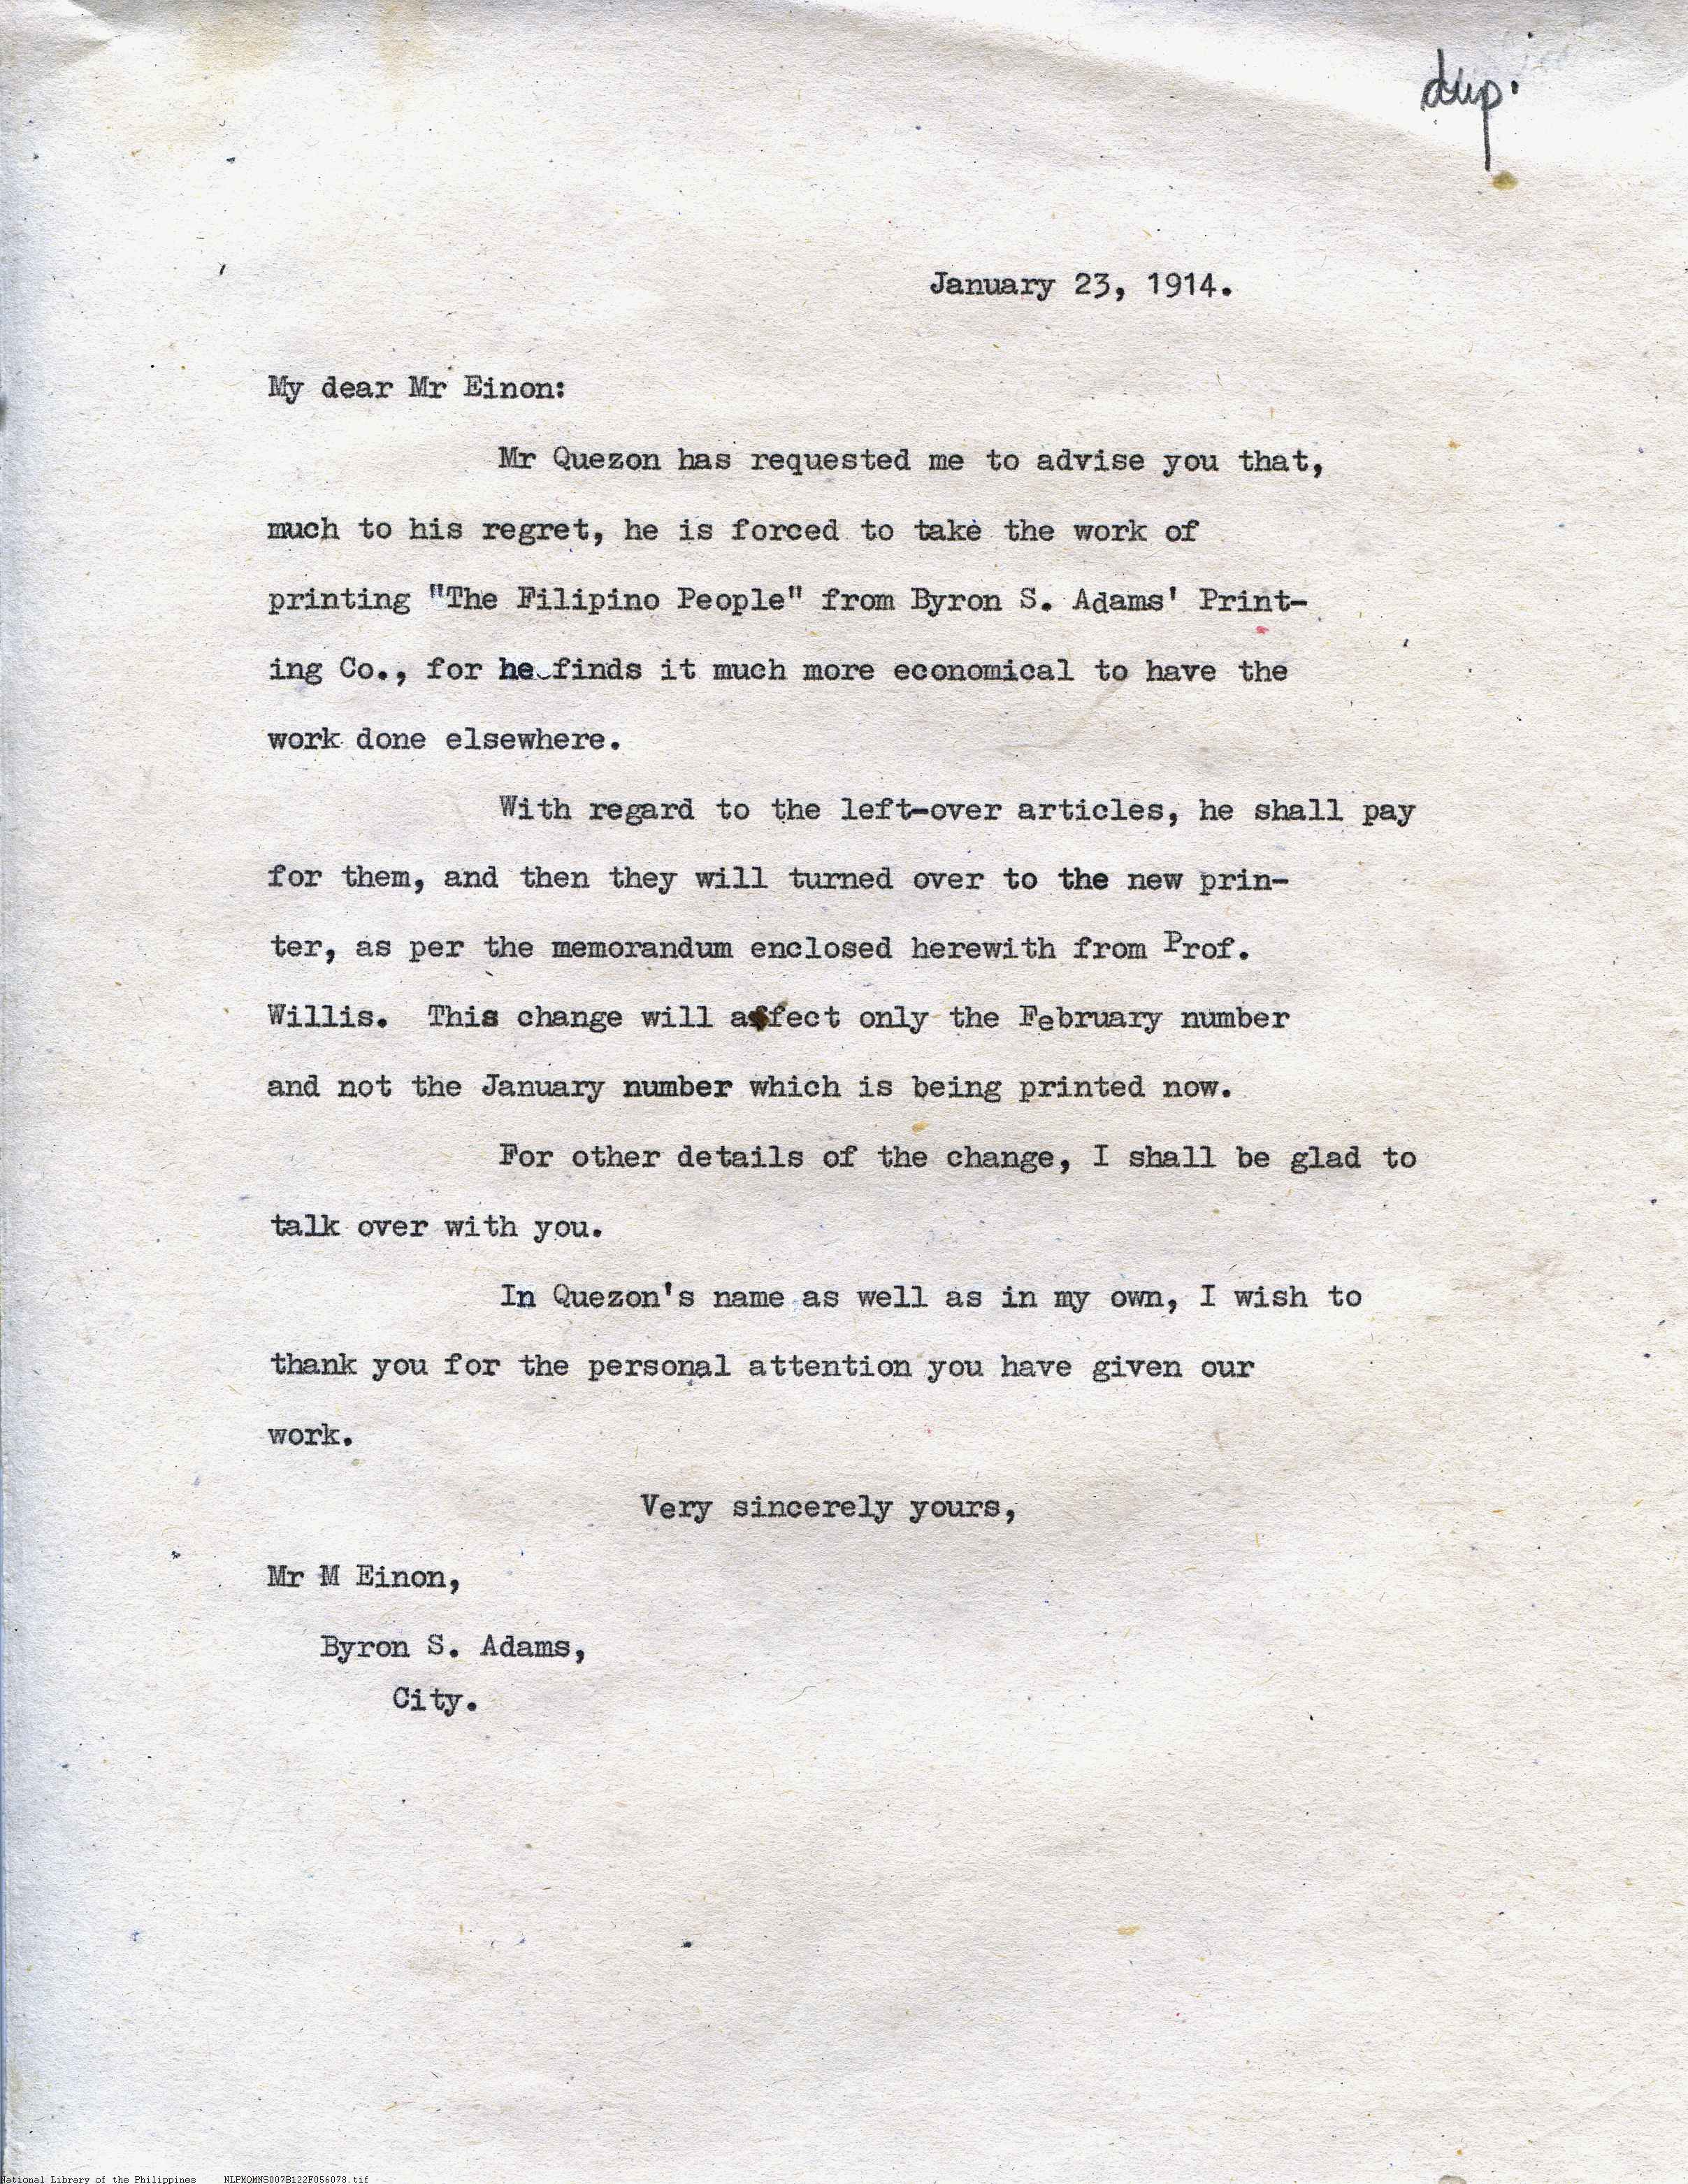 dup.
January 23, 1914.
My dear Mr Einon:
Mr Quezon has requested me to advise you that,
much to his regret, he is forced to take the work of
printing "The Filipino People" from Byron S. Adams' Print-
ing Co., for he finds it much more economical to have the
work done elsewhere.
With regard to the left-over articles, he shall pay
for them, and then they will turned over to the new prin-
ter, as per the memorandum enclosed herewith from Prof.
Willis. This change will affect only the February number
and not the January number which is being printed now.
For other details of the change, I shall be glad to
talk over with you.
In Quezon's name as well as in my own, I wish to
thank you for the personal attention you have given our
work.
Very sincerely yours,
Mr M Einon,
Byron S. Adams,
City.
National Library of the Philippines NLPMQMNS007B122F056078.tif